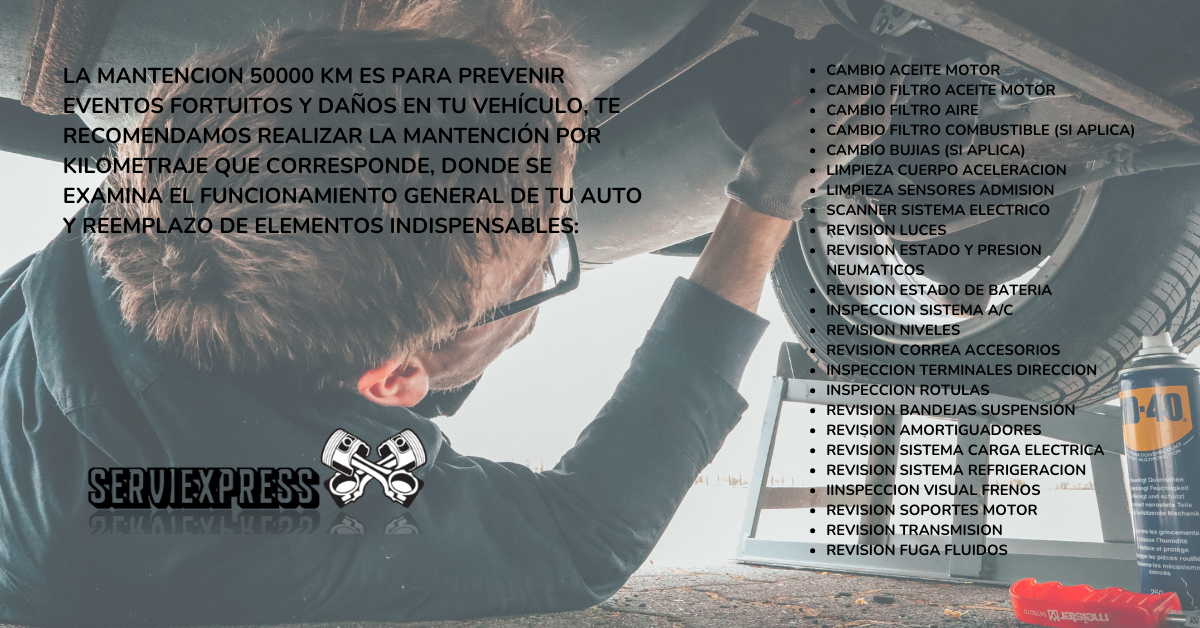 LA MANTENCION 50000 KM ES PARA PREVENIR
EVENTOS FORTUITOS Y DAÑOS EN TU VEHÍCULO, TE
RECOMENDAMOS REALIZAR LA MANTENCIÓN POR
KILOMETRAJE QUE CORRESPONDE, DONDE SE
EXAMINA EL FUNCIONAMIENTO GENERAL DE TU AUTO
Y REEMPLAZO DE ELEMENTOS INDISPENSABLES:
SERVIEXPRESS
• CAMBIO ACEITE MOTOR
• CAMBIO FILTRO ACEITE MOTOR
• CAMBIO FILTRO AIRE
• CAMBIO FILTRO COMBUSTIBLE (SI APLICA)
• CAMBIO BUJIAS (SI APLICA)
• LIMPIEZA CUERPO ACELERACION
• LIMPIEZA SENSORES ADMISION
• SCANNER SISTEMA ELECTRICO
• REVISION LUCES
• REVISION ESTADO Y PRESION
NEUMATICOS
• REVISION ESTADO DE BATERIA
• INSPECCION SISTEMA A/C
• REVISION NIVELES
• REVISION CORREA ACCESORIOS
• INSPECCION TERMINALES DIRECCION
• INSPECCION ROTULAS
• REVISION BANDEJAS SUSPENSION
• REVISION AMORTIGUADORES
• REVISION SISTEMA CARGA ELECTRICA
• REVISION SISTEMA REFRIGERACION
• IINSPECCION VISUAL FRENOS
• REVISION SOPORTES MOTOR
• REVISION TRANSMISION
• REVISION FUGA FLUIDOS
D-40
meister